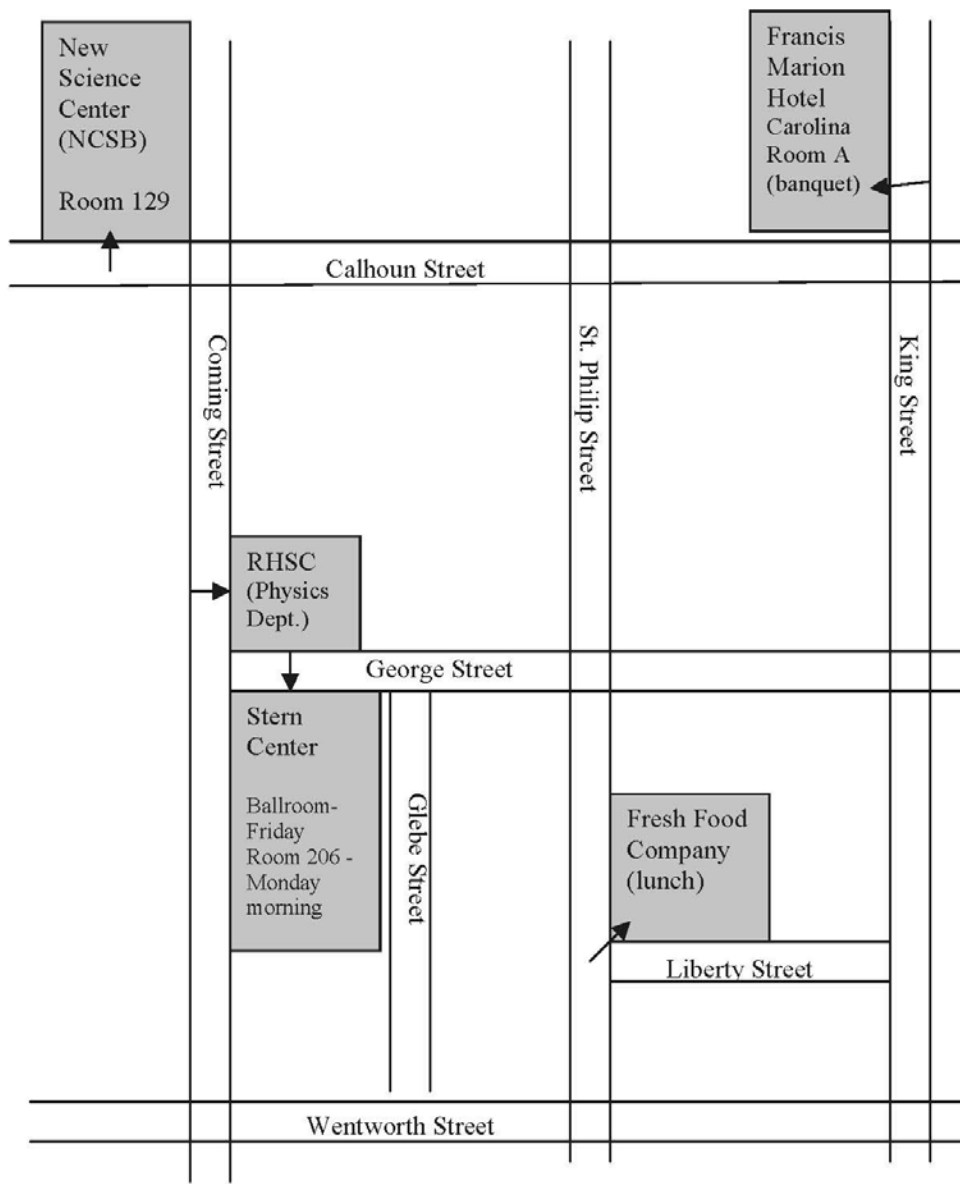 New
Science
Center
(NCSB)
Room 129
Francis
Marion
Hotel
Carolina
Room A
(banquet)
Calhoun Street
Coming Street
St. Philip Street
King Street
RHSC
(Physics
Dept.)
George Street
Stern
Center
Ballroom-
Friday
Room 206 -
Monday
morning
Glebe Street
Fresh Food
Company
(lunch)
Liberty Street
Wentworth Street